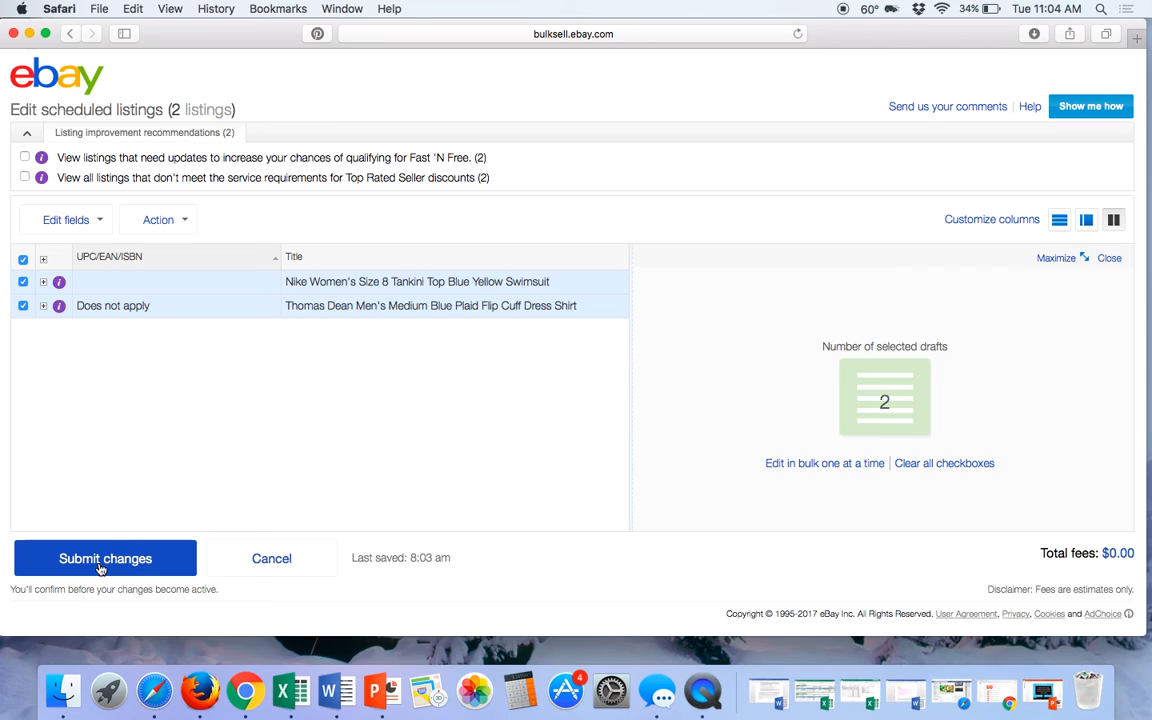 Safari File Edit View History Bookmarks Window Help 60° 34% Tue 11:04 AM
bulksell.ebay.com
ebay
Edit scheduled listings (2 listings)
Send us your comments | Help Show me how
Listing improvement recommendations (2)
View listings that need updates to increase your chances of qualifying for Fast 'N Free. (2)
View all listings that don't meet the service requirements for Top Rated Seller discounts (2)
Edit fields Action Customize columns
UPC/EAN/ISBN Title
Maximize Close
Nike Women's Size 8 Tankini Top Blue Yellow Swimsuit
Does not apply Thomas Dean Men's Medium Blue Plaid Flip Cuff Dress Shirt
Number of selected drafts
2
Edit in bulk one at a time | Clear all checkboxes
Submit changes Cancel Last saved: 8:03 am Total fees: $0.00
You'll confirm before your changes become active. Disclaimer: Fees are estimates only.
Copyright © 1995-2017 eBay Inc. All Rights Reserved. User Agreement, Privacy, Cookies and AdChoice
4